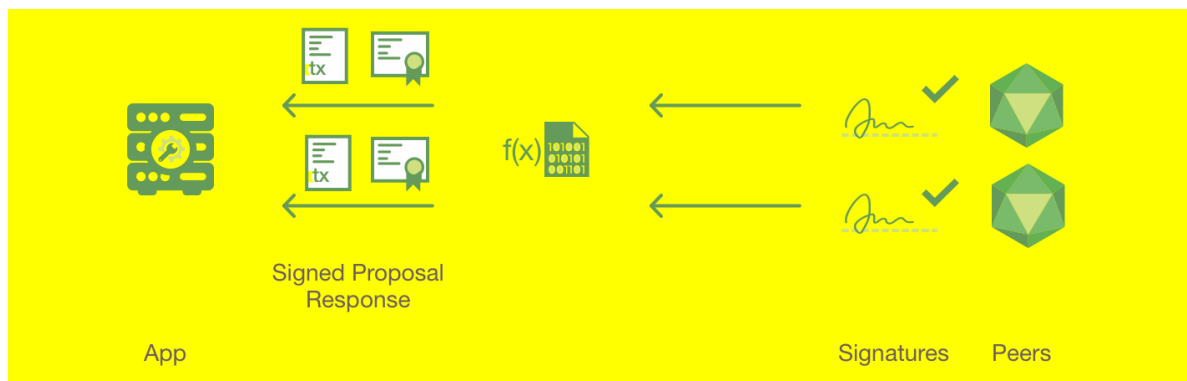 tx
tx
f(x)
101001
010101
001101
Signed Proposal
Response
App
Signatures
Peers